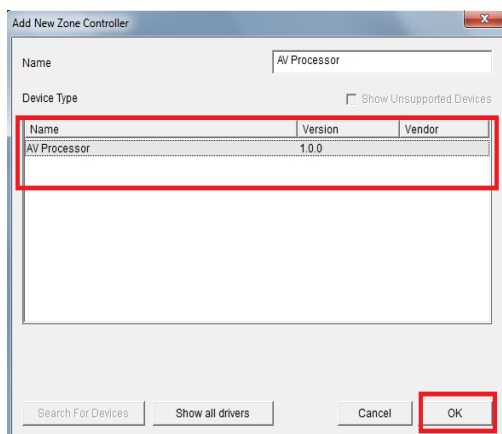 Add New Zone Controller
Name AV Processor
Device Type Show Unsupported Devices
Name Version Vendor
AV Processor 1.0.0
Search For Devices Show all drivers Cancel OK